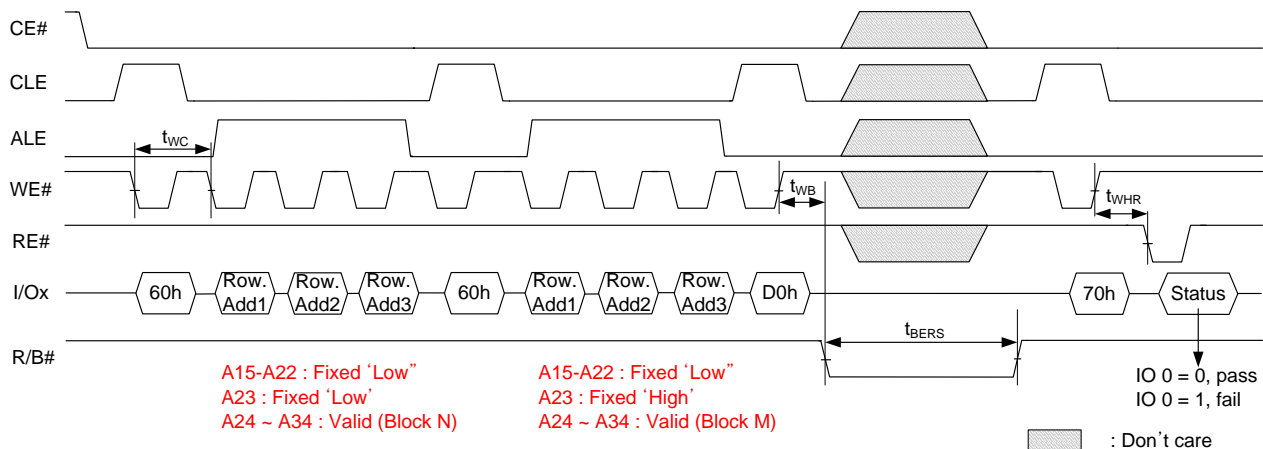 CE#
CLE
ALE
tWC
WE#
tWB
tWHR
RE#
I/Ox
60h
Row. Add1
Row. Add2
Row. Add3
60h
Row. Add1
Row. Add2
Row. Add3
D0h
70h
Status
R/B#
tBERS
A15-A22 : Fixed ‘Low”
A23 : Fixed ‘Low’
A24 ~ A34 : Valid (Block N)
A15-A22 : Fixed ‘Low”
A23 : Fixed ‘High’
A24 ~ A34 : Valid (Block M)
IO 0 = 0, pass
IO 0 = 1, fail
: Don’t care